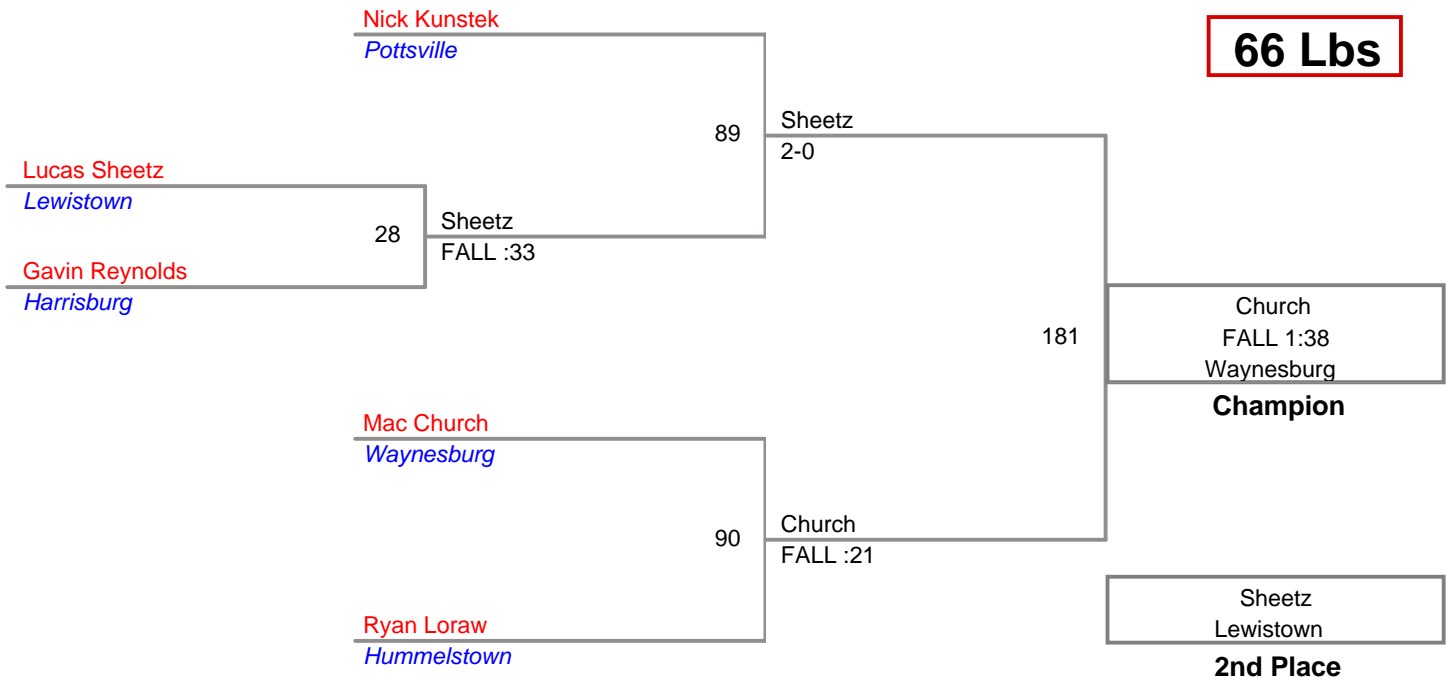 Nick Kunstek
Pottsville
66 Lbs
89
Sheetz
2-0
Lucas Sheetz
Lewistown
28
Sheetz
FALL :33
Gavin Reynolds
Harrisburg
181
Church
FALL 1:38
Waynesburg
Champion
Mac Church
Waynesburg
90
Church
FALL :21
Ryan Loraw
Hummelstown
Sheetz
Lewistown
2nd Place